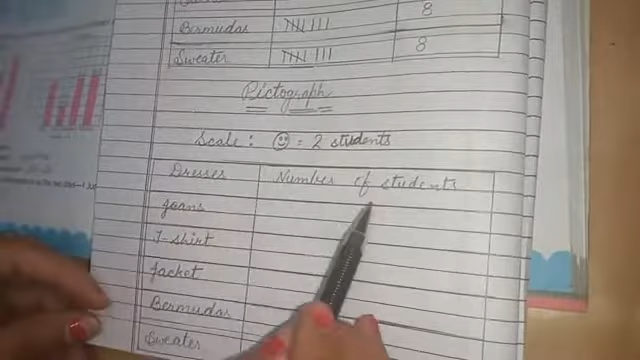 Bermudas 8
Sweater 8
Pictograph
Scale : = 2 students
Dresses Number of students
Jeans
T-shirt
Jacket
Bermudas
Sweater